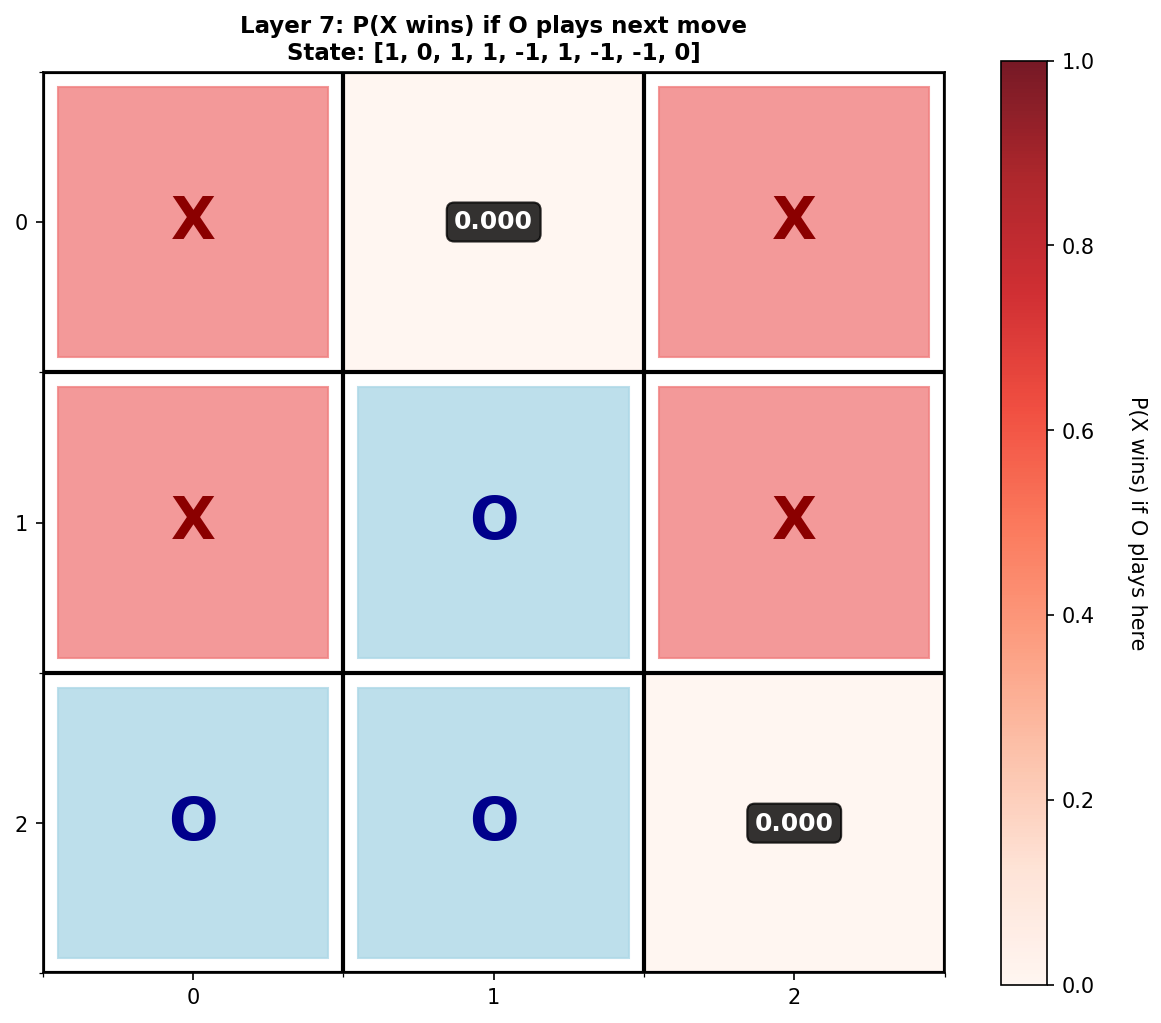 Layer 7: P(X wins) if O plays next move
State: [1, 0, 1, 1, -1, 1, -1, -1, 0]
0
X
0.000
X
1
X
O
X
2
O
O
0.000
0
1
2
1.0
0.8
0.6
0.4
0.2
0.0
P(X wins) if O plays here